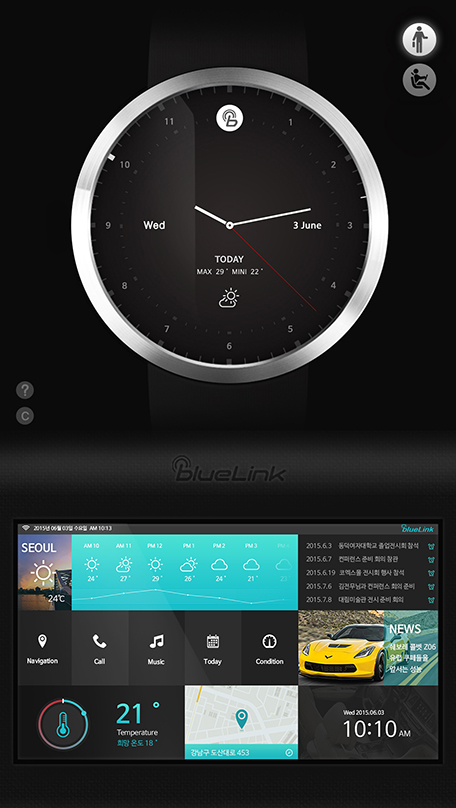 11
1
10
2
9
Wed
3 June
TODAY
MAX 29˚ MINI 22˚
8
4
7
5
6
?
C
blueLink
2015년 06월 03일 수요일 AM 10:13
blueLink
SEOUL
24℃
AM 10
AM 11
PM 12
PM 1
PM 2
PM 3
24˚
27˚
29˚
26˚
24˚
21˚
2015.6.3 동덕여자대학교 졸업전시회 참석
2015.6.7 컨퍼런스 준비 회의 참관
2015.6.19 코엑스몰 전시회 행사 참석
2015.7.6 김전무님과 컨퍼런스 회의 준비
2015.7.8 대림미술관 전시 준비 회의
Navigation
Call
Music
Today
Condition
NEWS
쉐보레 콜벳 Z06
유럽 구매들을
앞서는 성능
21˚
Temperature
희망 온도 18˚
강남구 도산대로 453
Wed 2015.06.03
10:10 AM